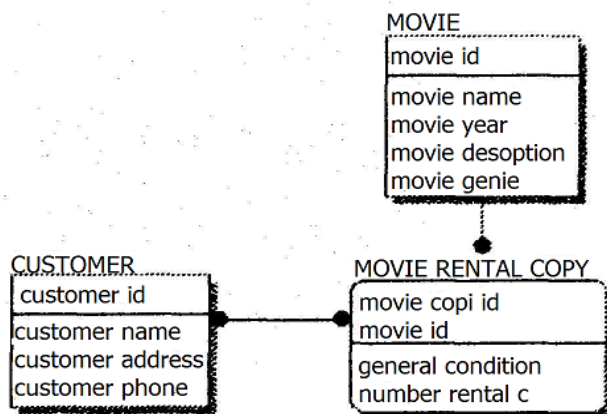 MOVIE
movie id
movie name
movie year
movie desoption
movie genie
CUSTOMER
customer id
customer name
customer address
customer phone
MOVIE RENTAL COPY
movie copi id
movie id
general condition
number rental c